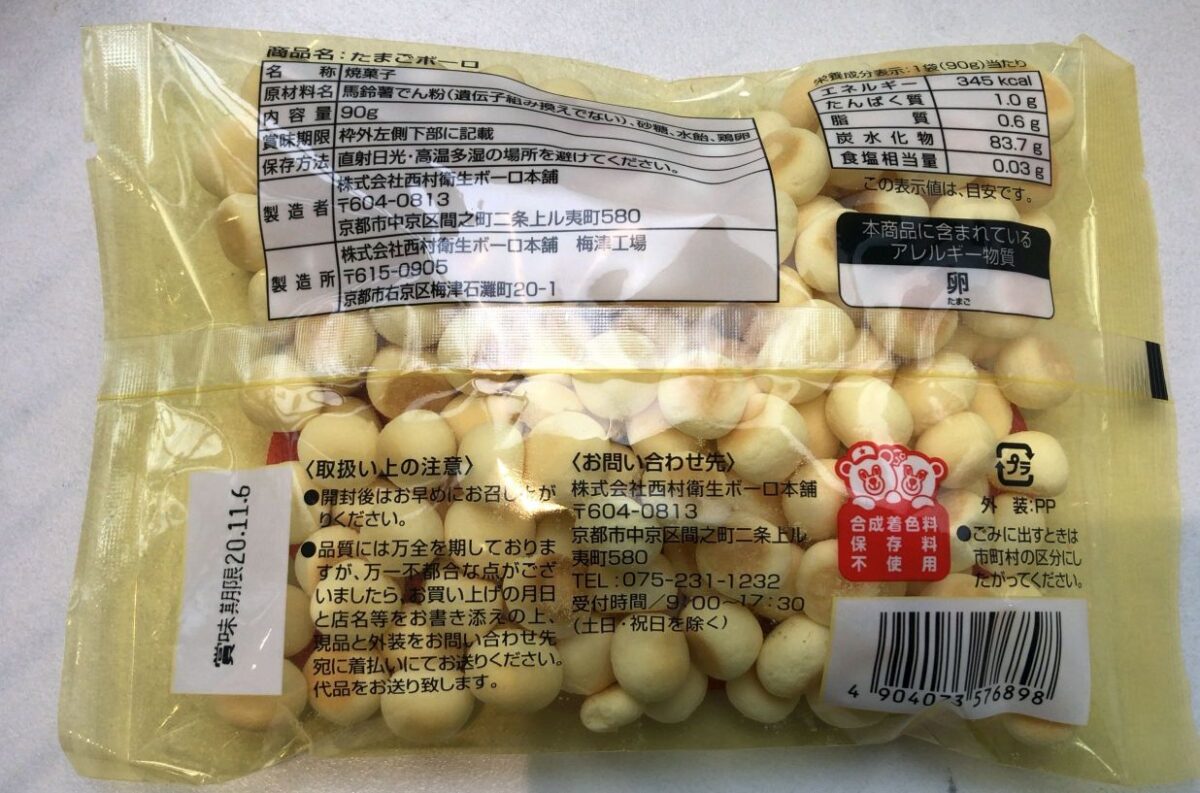 商品名:たまごボーロ
名称 焼菓子
原材料名 馬鈴薯でん粉(遺伝子組み換えでない)、砂糖、水飴、鶏卵
内容量 90g
賞味期限 枠外左側下部に記載
保存方法 直射日光・高温多湿の場所を避けてください。
製造者 株式会社西村衛生ボーロ本舗
〒604-0813
京都市中京区間之町二条上ル夷町580
製造所 株式会社西村衛生ボーロ本舗 梅津工場
〒615-0905
京都市右京区梅津石灘町20-1
栄養成分表示:1袋(90g)当たり
エネルギー 345 kcal
たんぱく質 1.0 g
脂質 0.6 g
炭水化物 83.7 g
食塩相当量 0.03 g
この表示値は、目安です。
本商品に含まれている
アレルギー物質
卵
たまご
賞味期限20.11.6
〈取扱い上の注意〉
●開封後はお早めにお召し上が
りください。
●品質には万全を期しておりま
すが、万一不都合な点がござ
いましたら、お買い上げの月日
と店名等をお書き添えの上、
現品と外装をお問い合わせ先
宛に着払いにてお送りください。
代品をお送り致します。
〈お問い合わせ先〉
株式会社西村衛生ボーロ本舗
〒604-0813
京都市中京区間之町二条上ル
夷町580
TEL:075-231-1232
受付時間/9:00~17:30
(土日・祝日を除く)
合成着色料
保存料
不使用
プラ
外装:PP
●ごみに出すときは
市町村の区分にし
たがってください。
4 904073 576898